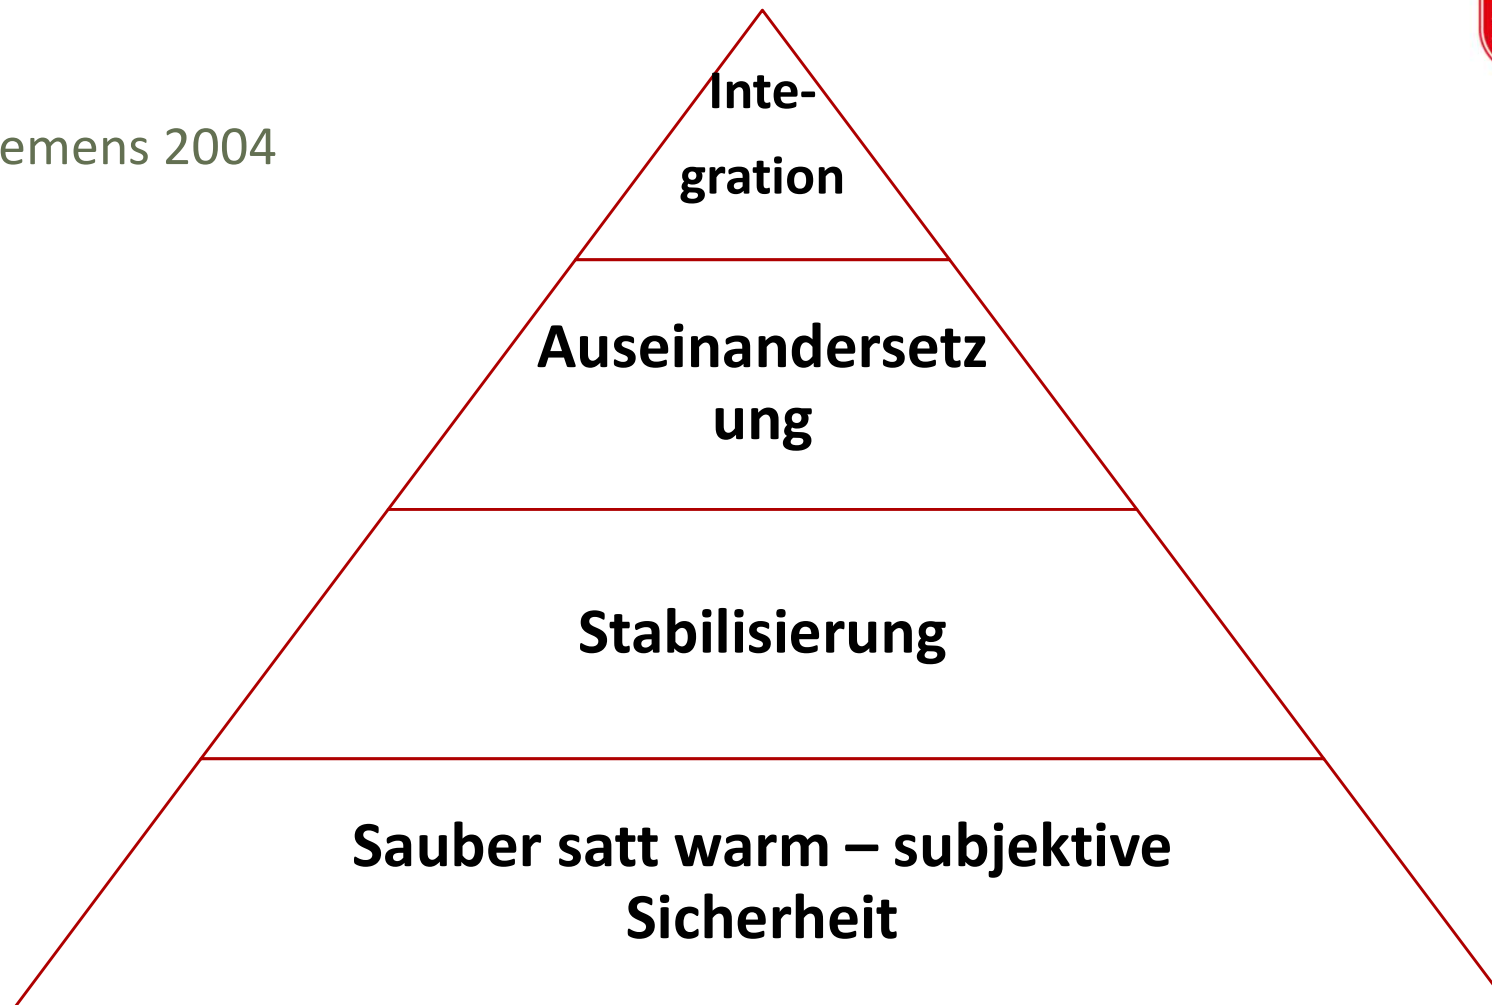 Inte-
emens 2004
gration
Auseinandersetz
ung
Stabilisierung
Sauber satt warm – subjektive
Sicherheit